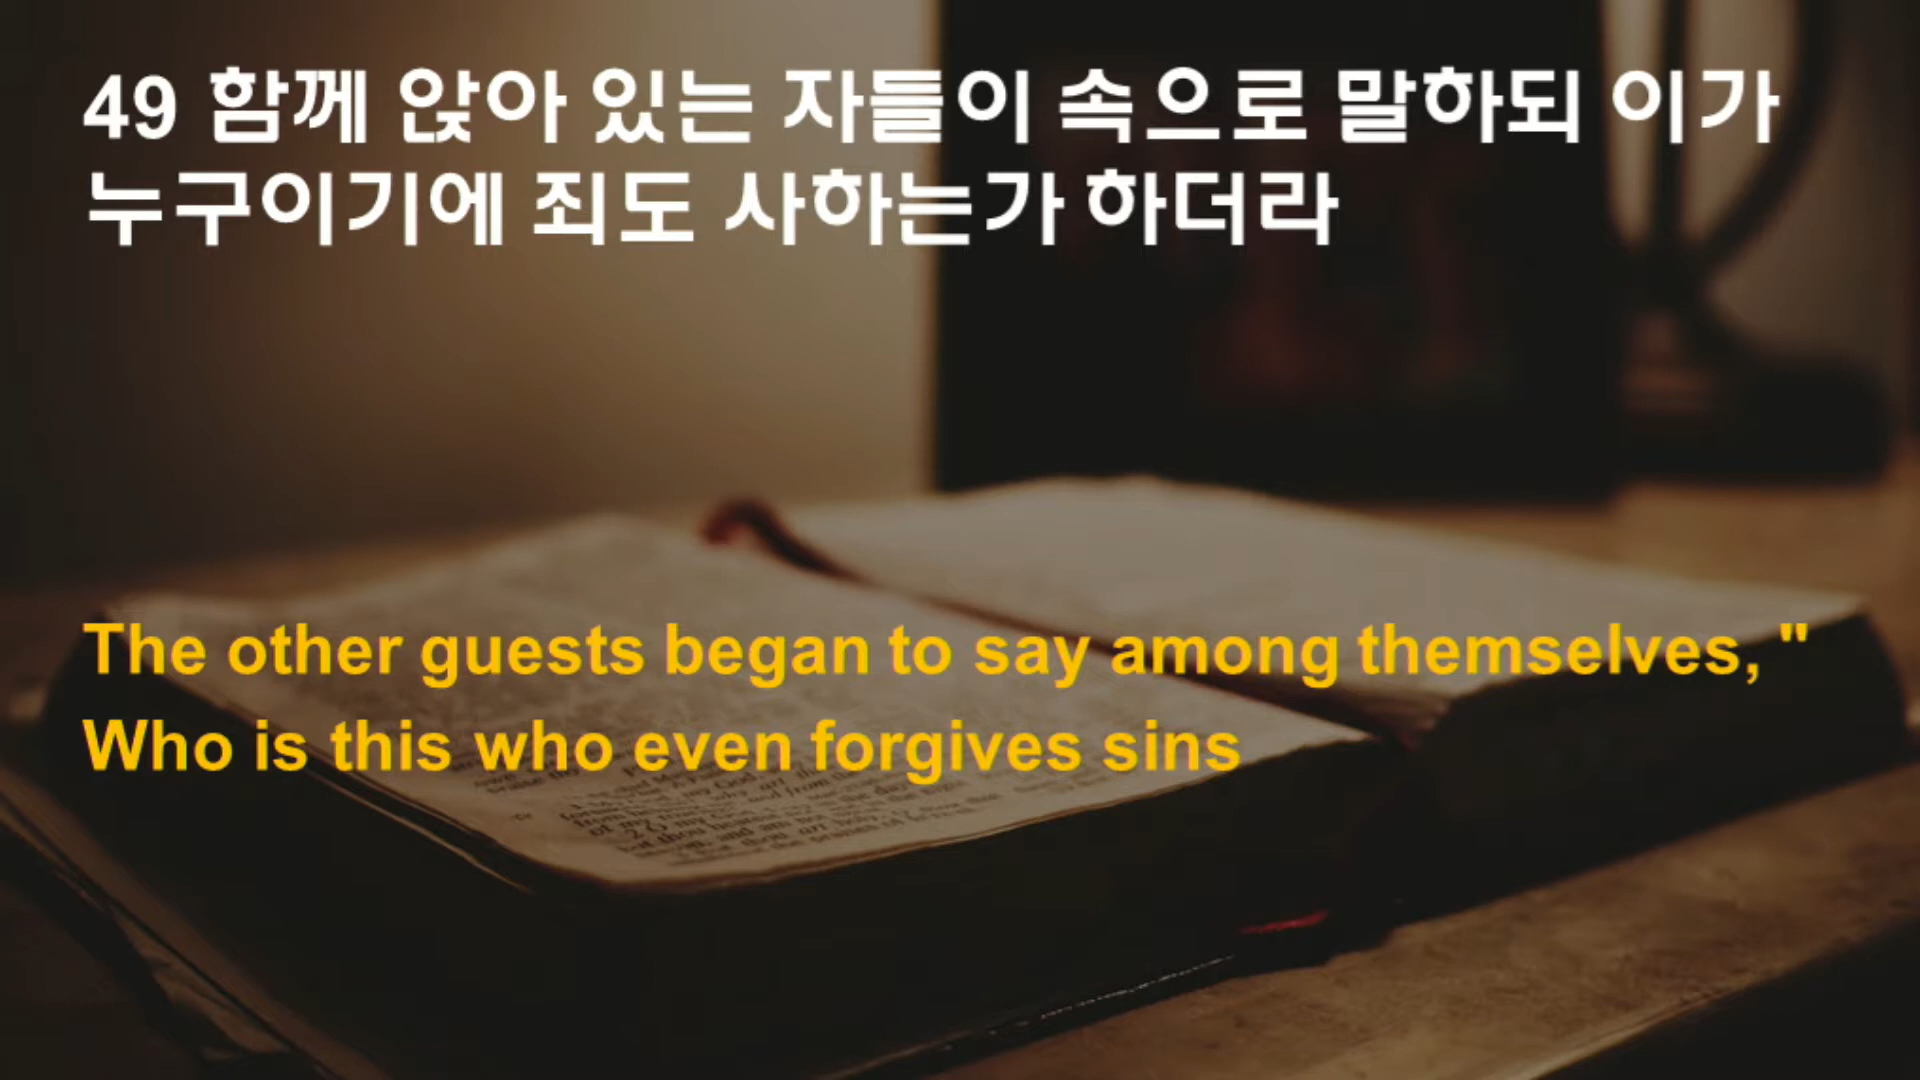 49 함께 앉아 있는 자들이 속으로 말하되 이가
누구이기에 죄도 사하는가 하더라
The other guests began to say among themselves, "
Who is this who even forgives sins